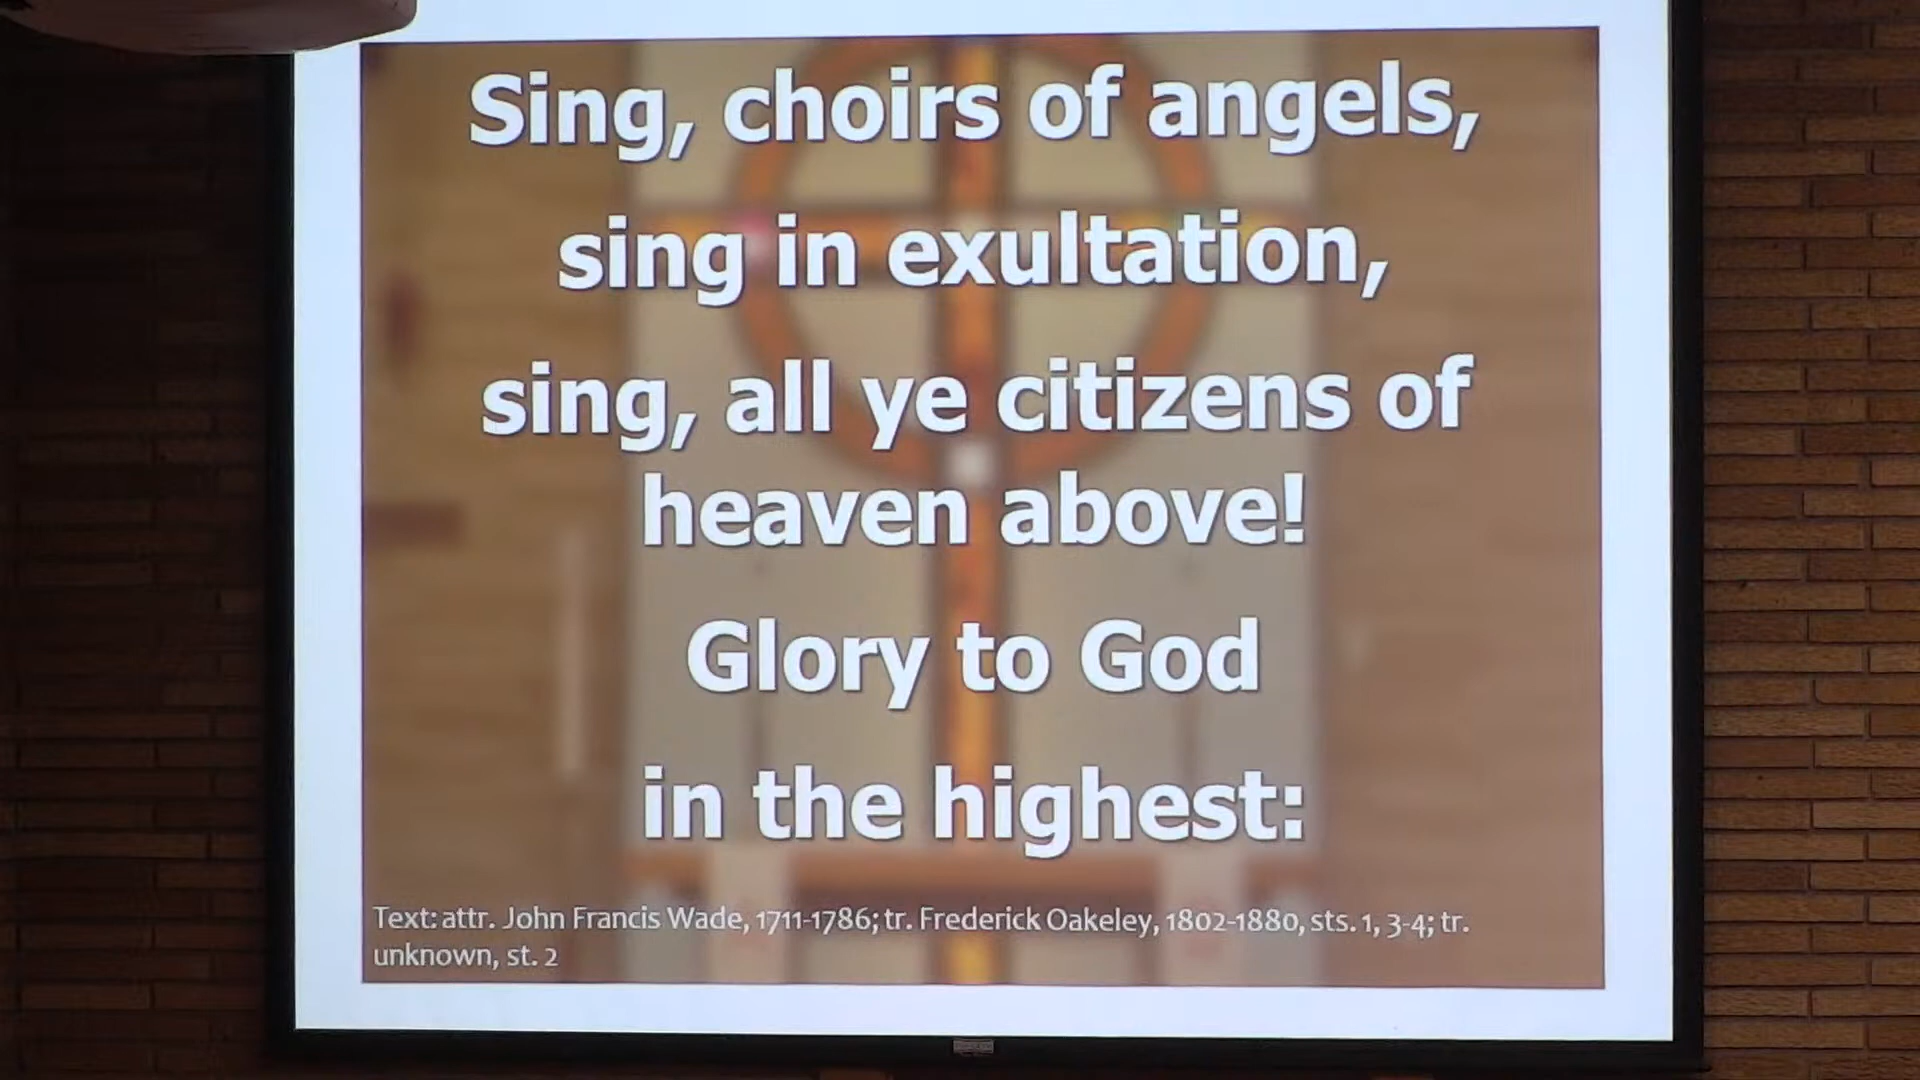 Sing, choirs of angels,
sing in exultation,
sing, all ye citizens of
heaven above!
Glory to God
in the highest:
Text: attr. John Francis Wade, 1711-1786; tr. Frederick Oakeley, 1802-1880, sts. 1, 3-4; tr.
unknown, st. 2